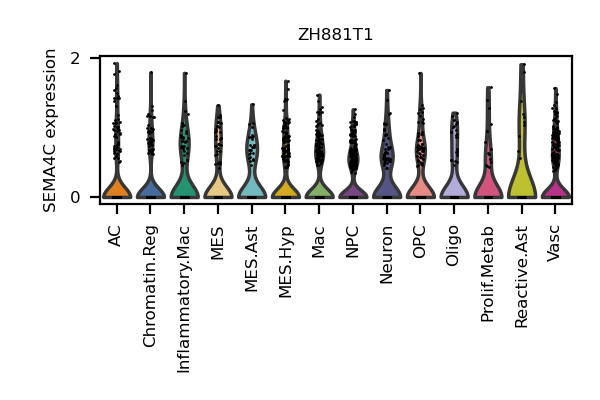 ZH881T1
SEMA4C expression
2
1
0
AC
Chromatin.Reg
Inflammatory.Mac
MES
MES.Ast
MES.Hyp
Mac
NPC
Neuron
OPC
Oligo
Prolif.Metab
Reactive.Ast
Vasc